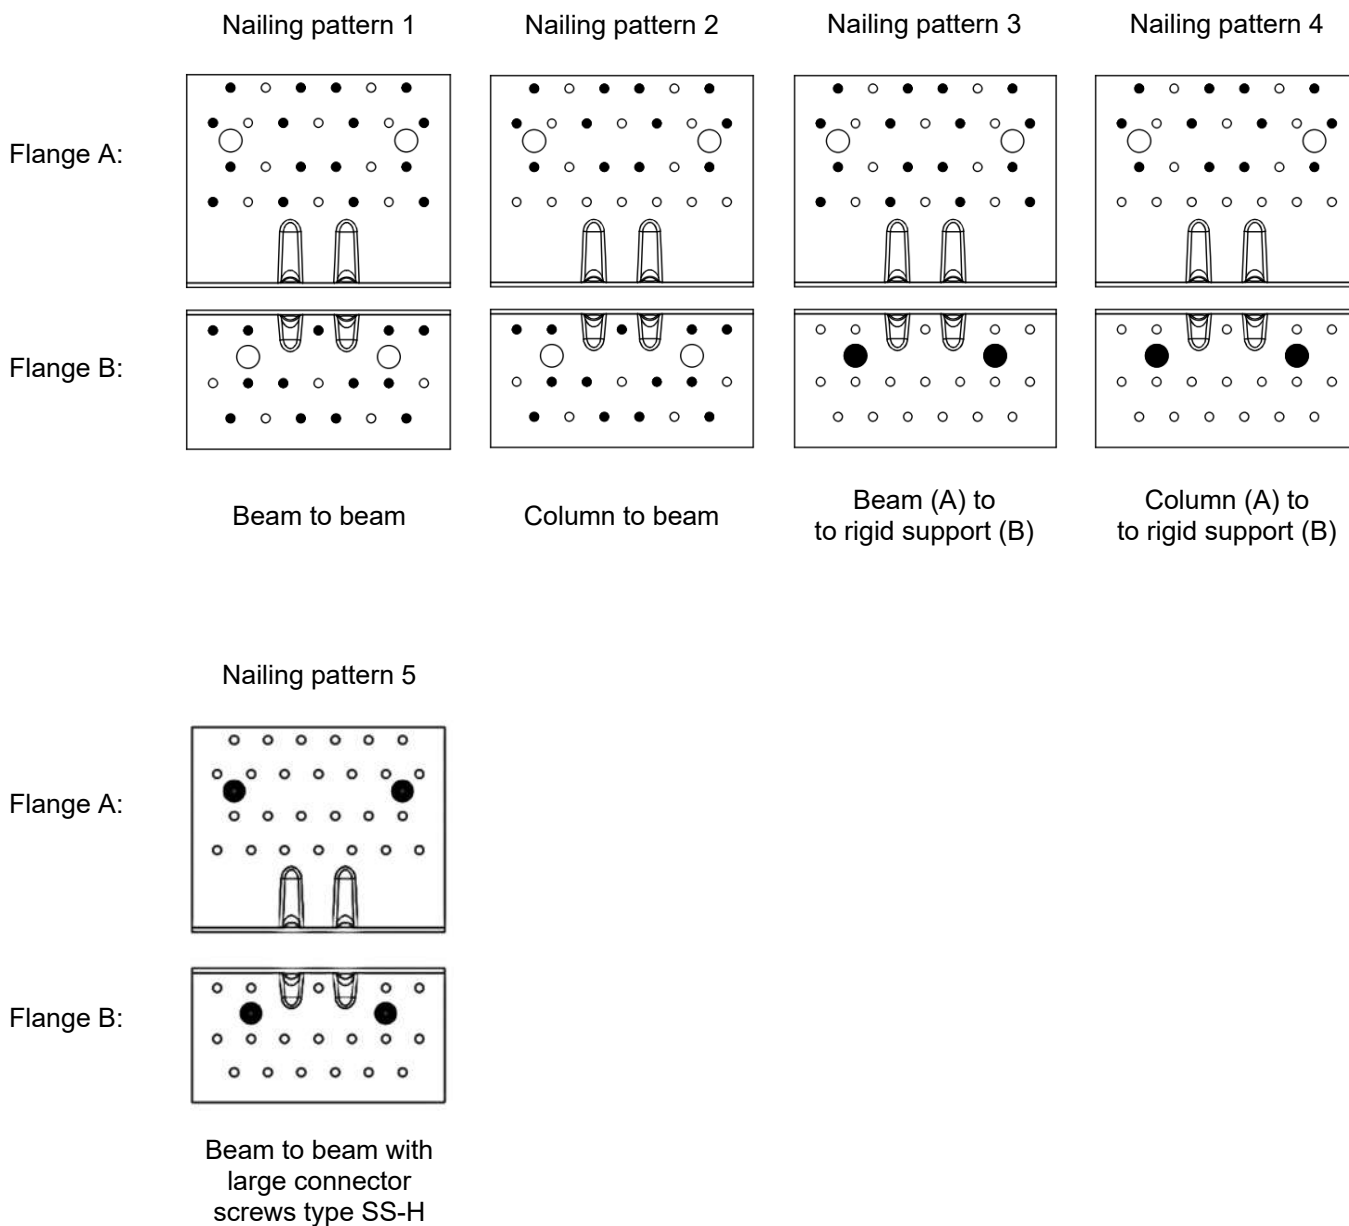 Nailing pattern 1
Nailing pattern 2
Nailing pattern 3
Nailing pattern 4
Flange A:
Flange B:
Beam to beam
Column to beam
Beam (A) to
to rigid support (B)
Column (A) to
to rigid support (B)
Nailing pattern 5
Flange A:
Flange B:
Beam to beam with
large connector
screws type SS-H